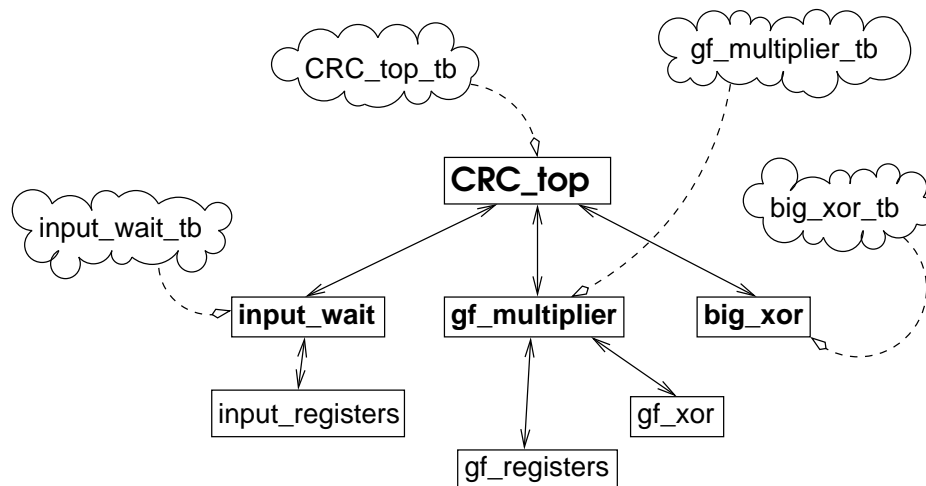 gf_multiplier_tb
CRC_top_tb
CRC_top
big_xor_tb
input_wait_tb
input_wait
gf_multiplier
big_xor
input_registers
gf_xor
gf_registers